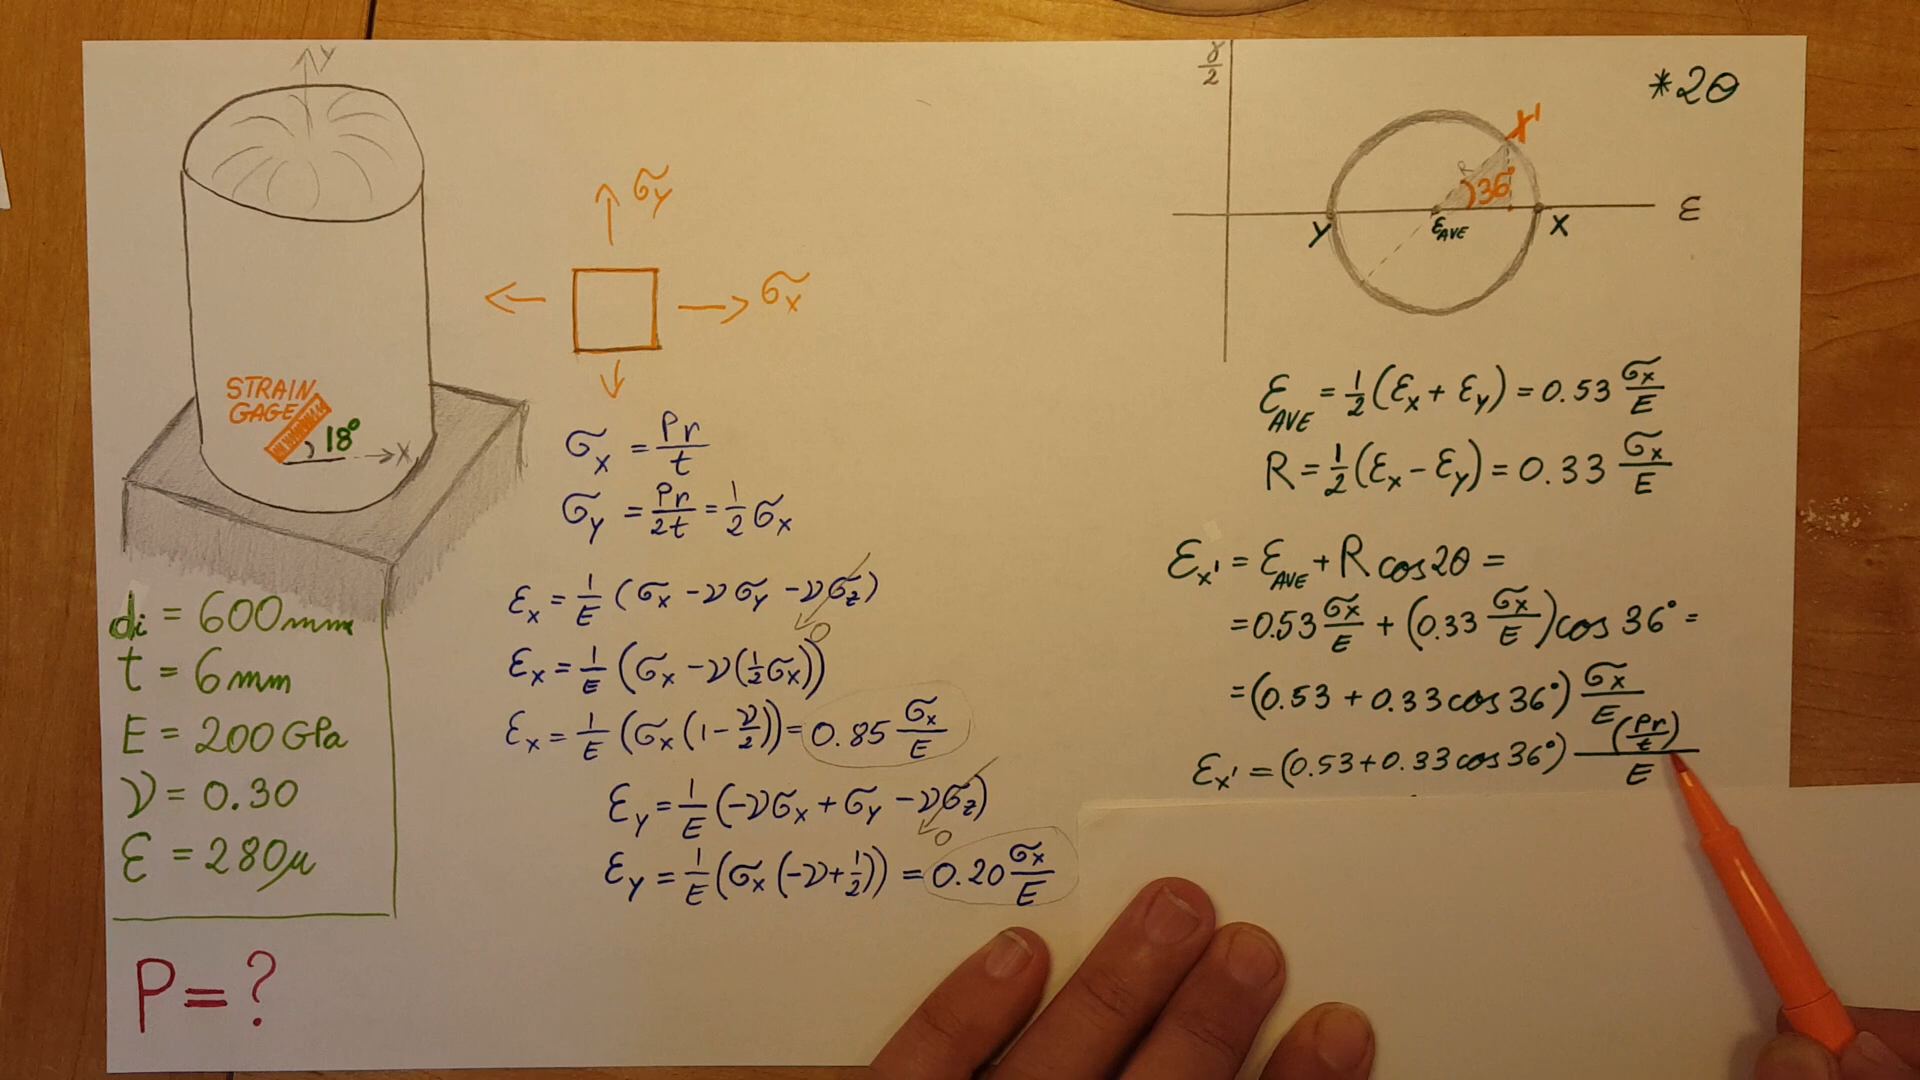 Y
STRAIN
GAGE
18°
X
di = 600mm
t = 6mm
E = 200GPa
ν = 0.30
ε = 280μ
P = ?
σy
σx
σx = Pr/t
σy = Pr/2t = 1/2 σx
εx = 1/E (σx - νσy - νσz)
0
εx = 1/E (σx - ν(1/2 σx))
εx = 1/E (σx (1 - ν/2)) = 0.85 σx/E
εy = 1/E (-νσx + σy - νσz)
0
εy = 1/E (σx (-ν + 1/2)) = 0.20 σx/E
γ/2
*2θ
X'
R
36°
ε
Y
εAVE
X
εAVE = 1/2 (εx + εy) = 0.53 σx/E
R = 1/2 (εx - εy) = 0.33 σx/E
εx' = εAVE + R cos2θ =
= 0.53 σx/E + (0.33 σx/E) cos 36° =
= (0.53 + 0.33 cos 36°) σx/E
εx' = (0.53 + 0.33 cos 36°) (Pr/t)/E